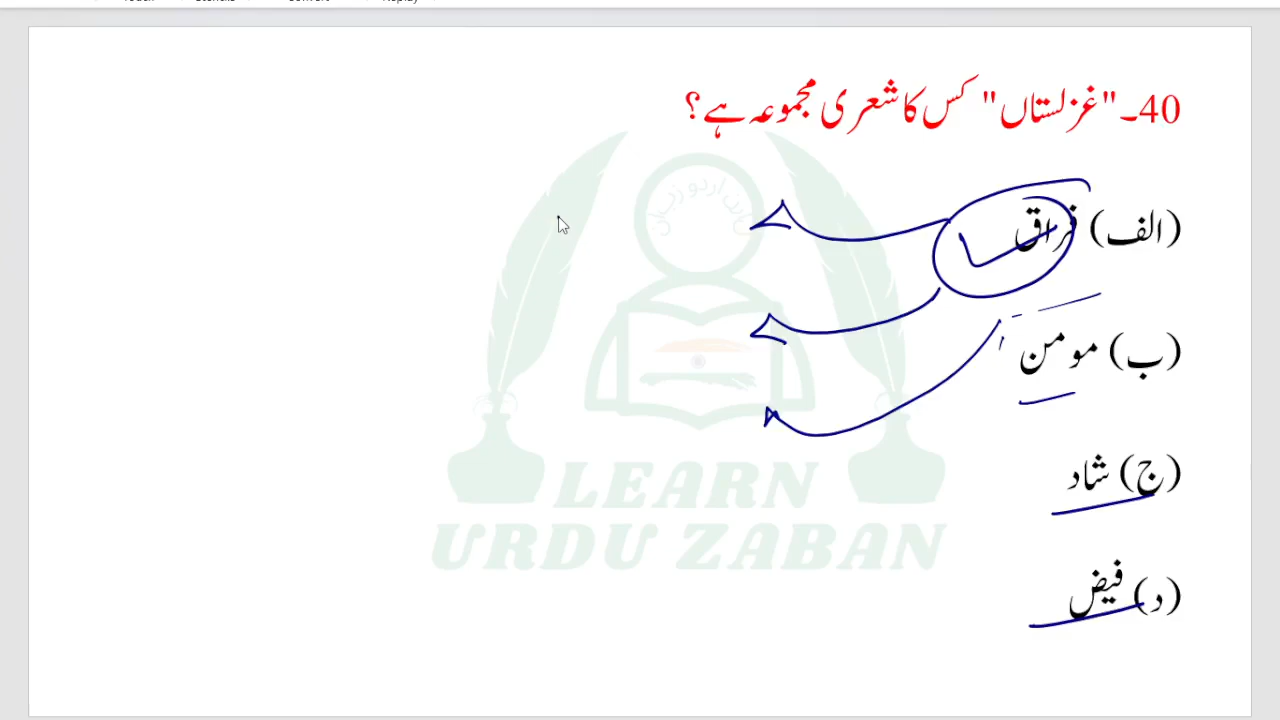 40۔"غزلستاں" کس کا شعری مجموعہ ہے؟
(الف) فراق
(ب) مومن
(ج) شاد
(د) فیض
LEARN
URDU ZABAN